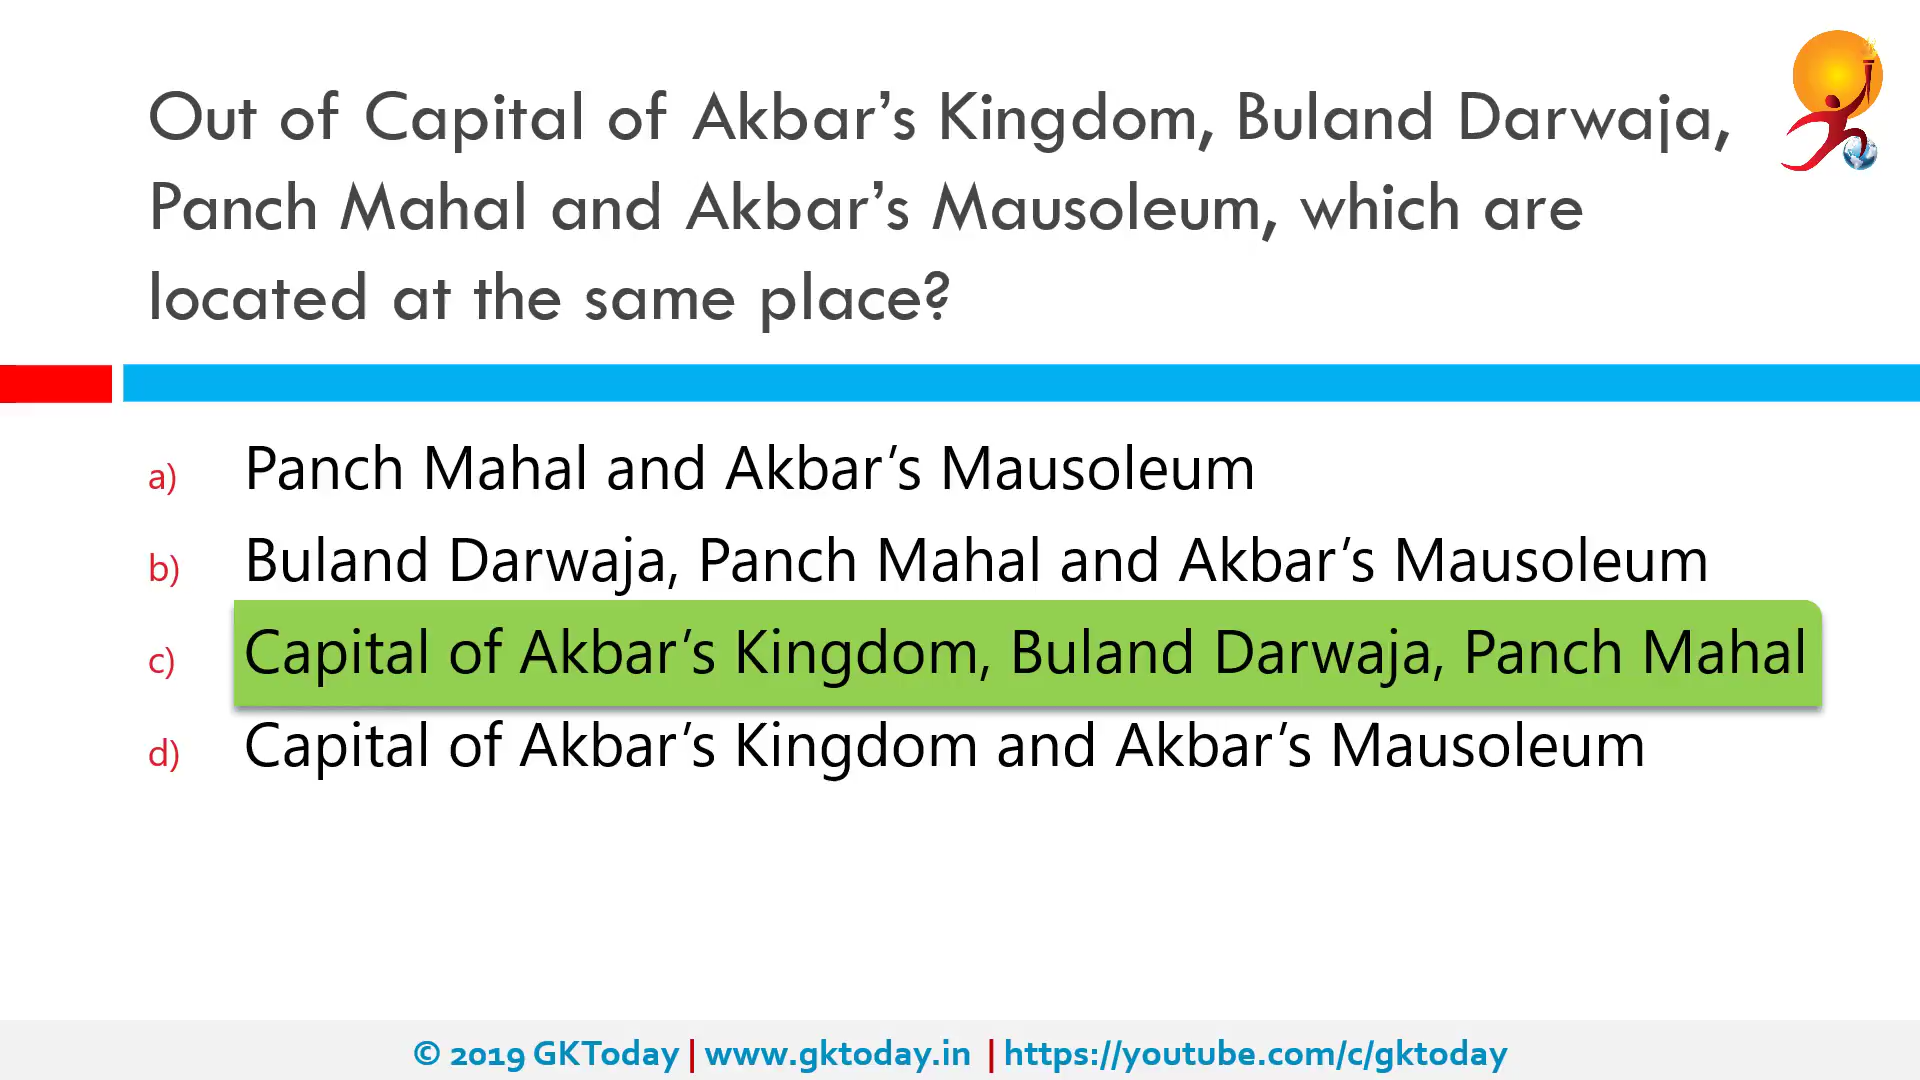 Out of Capital of Akbar’s Kingdom, Buland Darwaja,
Panch Mahal and Akbar’s Mausoleum, which are
located at the same place?
a) Panch Mahal and Akbar’s Mausoleum
b) Buland Darwaja, Panch Mahal and Akbar’s Mausoleum
c) Capital of Akbar’s Kingdom, Buland Darwaja, Panch Mahal
d) Capital of Akbar’s Kingdom and Akbar’s Mausoleum
© 2019 GKToday | www.gktoday.in | https://youtube.com/c/gktoday